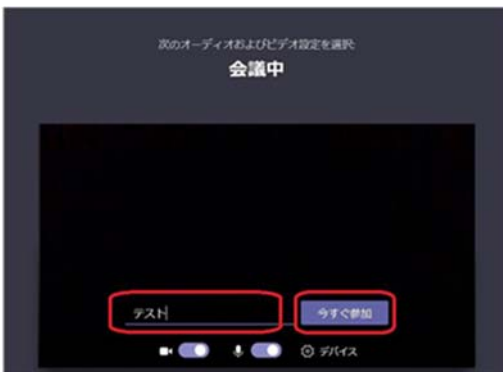 次のオーディオおよびビデオ設定を選択:
会議中
テスト 今すぐ参加
デバイス